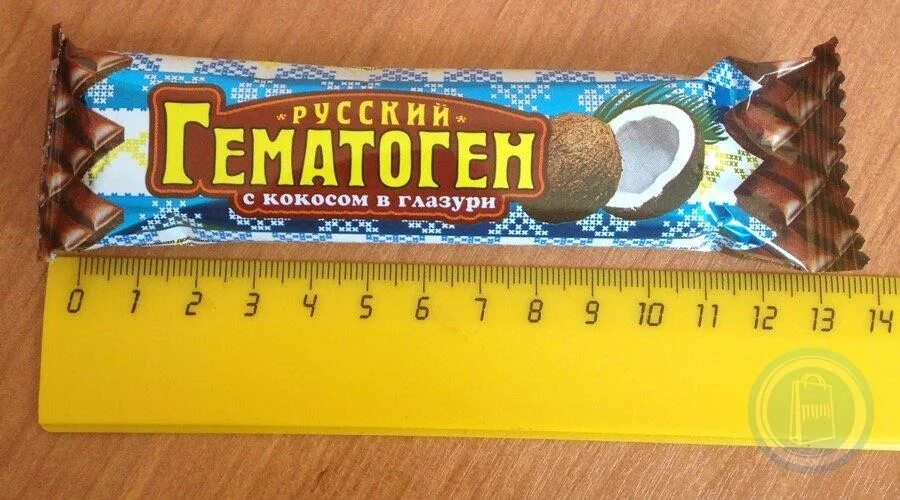 РУССКИЙ
ГЕМАТОГЕН
С КОКОСОМ В ГЛАЗУРИ
0 1 2 3 4 5 6 7 8 9 10 11 12 13 14